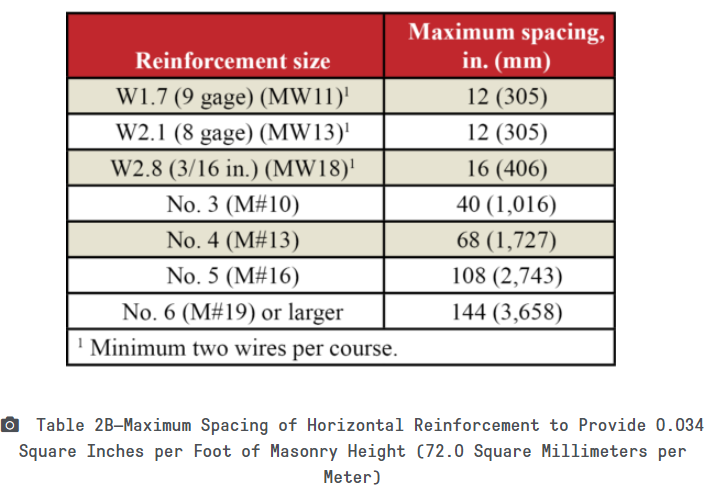 Reinforcement size Maximum spacing, in. (mm)
W1.7 (9 gage) (MW11)¹ 12 (305)
W2.1 (8 gage) (MW13)¹ 12 (305)
W2.8 (3/16 in.) (MW18)¹ 16 (406)
No. 3 (M#10) 40 (1,016)
No. 4 (M#13) 68 (1,727)
No. 5 (M#16) 108 (2,743)
No. 6 (M#19) or larger 144 (3,658)
¹ Minimum two wires per course.
Table 2B—Maximum Spacing of Horizontal Reinforcement to Provide 0.034
Square Inches per Foot of Masonry Height (72.0 Square Millimeters per
Meter)